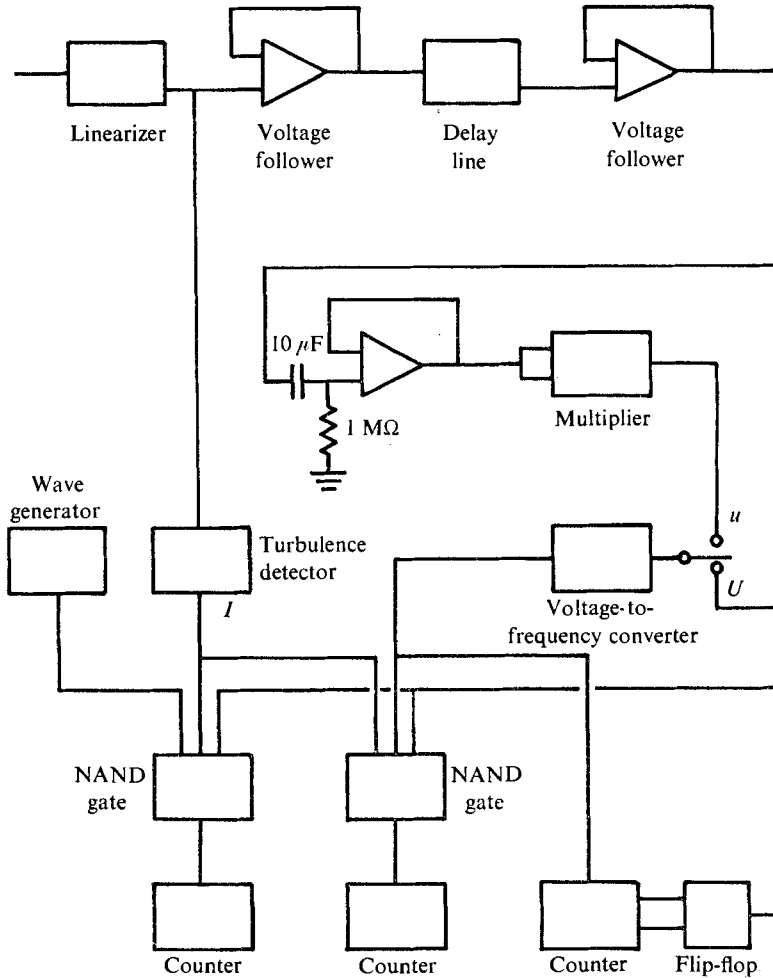 Linearizer
Voltage
follower
Delay
line
Voltage
follower
10 μF
1 MΩ
Multiplier
Wave
generator
Turbulence
detector
I
u
U
Voltage-to-
frequency converter
NAND
gate
NAND
gate
Counter
Counter
Counter
Flip-flop